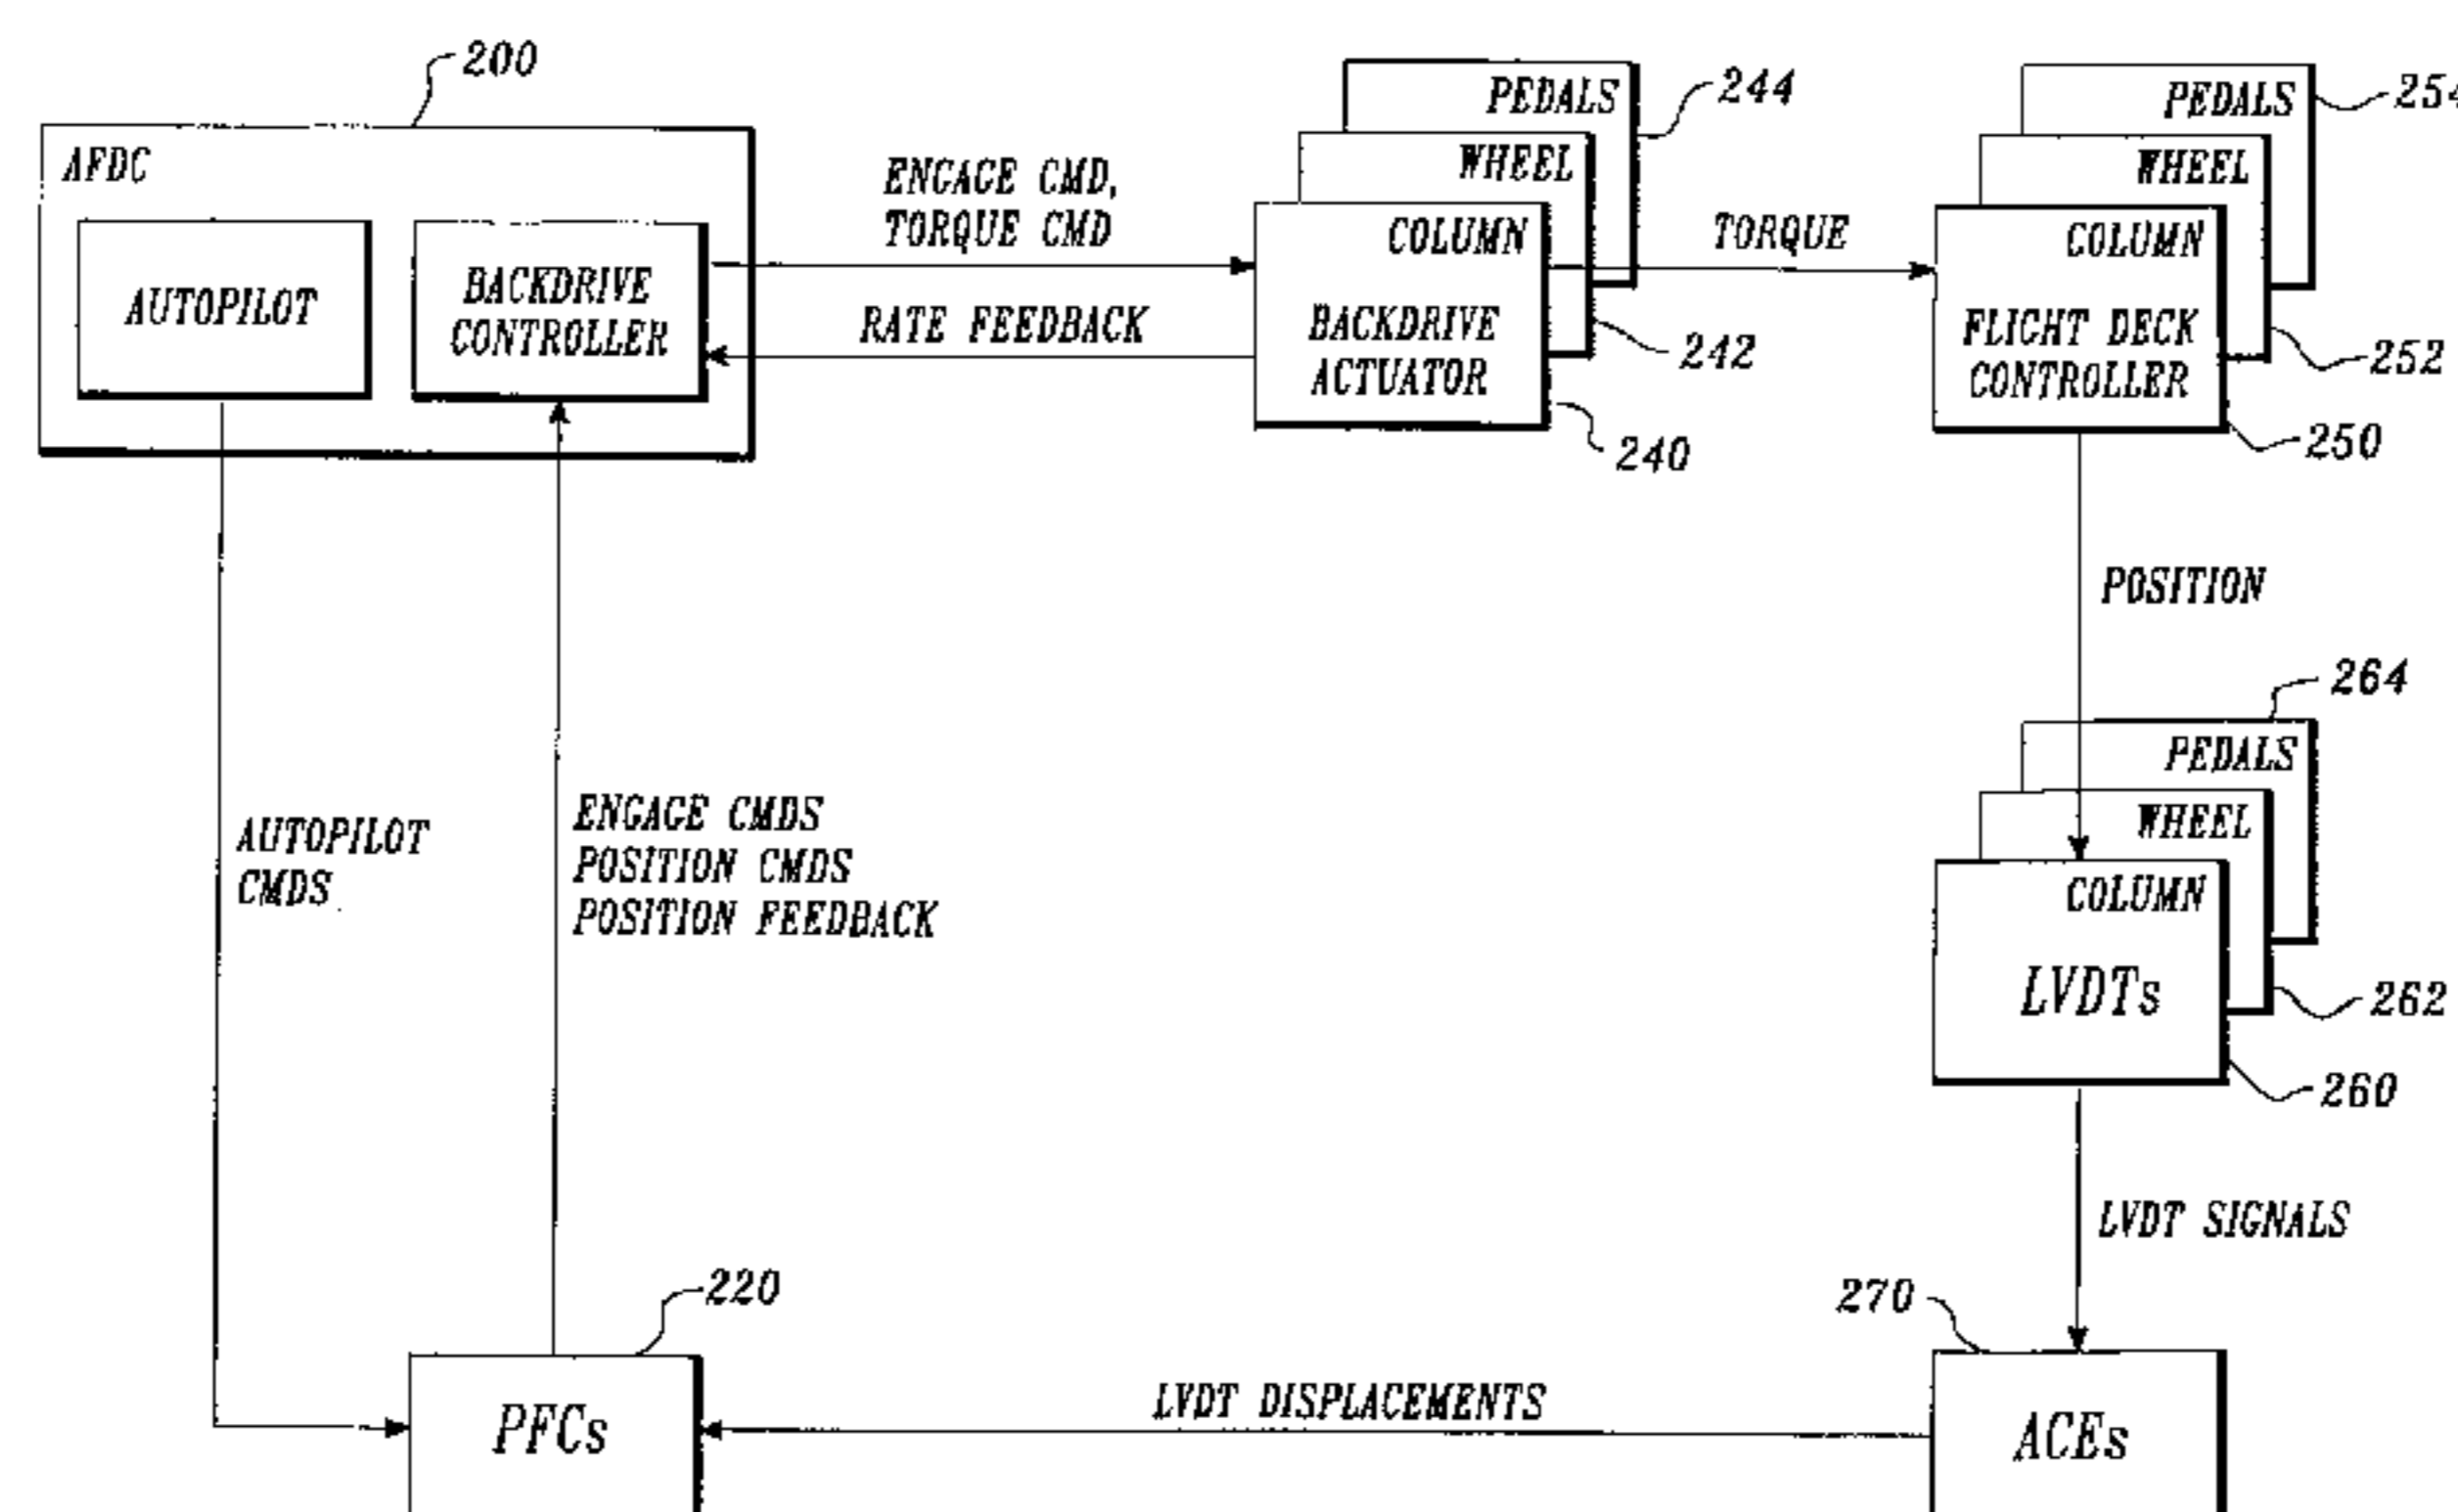 200
AFDC
AUTOPILOT
BACKDRIVE
CONTROLLER
ENGAGE CMD,
TORQUE CMD
RATE FEEDBACK
PEDALS
244
WHEEL
COLUMN
BACKDRIVE
ACTUATOR
242
240
TORQUE
PEDALS
254
WHEEL
COLUMN
FLIGHT DECK
CONTROLLER
252
250
POSITION
264
PEDALS
WHEEL
COLUMN
LVDTs
262
260
AUTOPILOT
CMDS
ENGAGE CMDS
POSITION CMDS
POSITION FEEDBACK
LVDT SIGNALS
220
PFCs
LVDT DISPLACEMENTS
270
ACEs